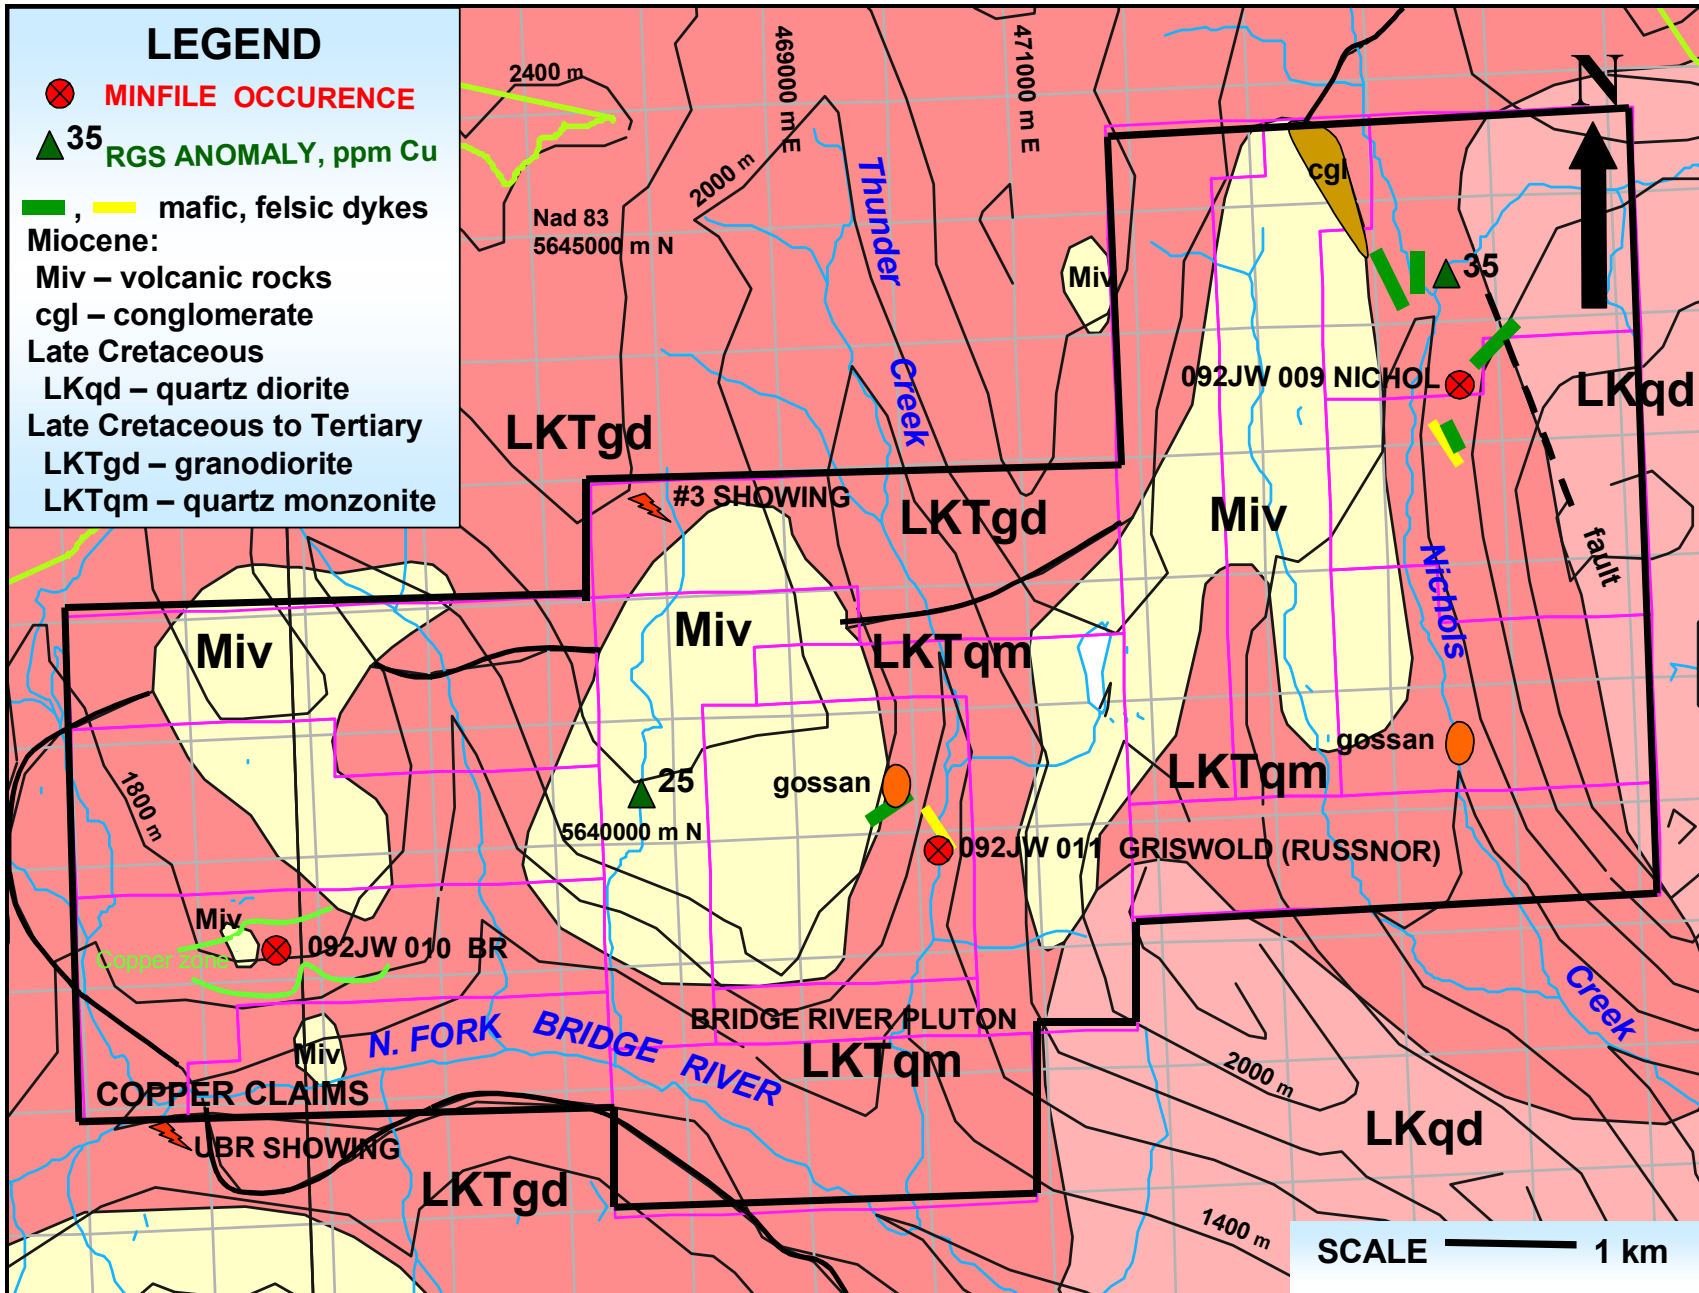 LEGEND
MINFILE OCCURENCE
35 RGS ANOMALY, ppm Cu
, mafic, felsic dykes
Miocene:
Miv – volcanic rocks
cgl – conglomerate
Late Cretaceous
LKqd – quartz diorite
Late Cretaceous to Tertiary
LKTgd – granodiorite
LKTqm – quartz monzonite
2400 m
469000 m E
471000 m E
N
2000 m
Thunder
cgl
Nad 83
5645000 m N
Miv
35
Creek
092JW 009 NICHOL
LKqd
LKTgd
#3 SHOWING
LKTgd
Miv
fault
Nichols
Miv
Miv
LKTqm
gossan
1800 m
25
gossan
LKTqm
5640000 m N
092JW 011 GRISWOLD (RUSSNOR)
Miv
092JW 010 BR
Copper zone
Creek
BRIDGE RIVER PLUTON
N. FORK BRIDGE RIVER
Miv
LKTqm
2000 m
COPPER CLAIMS
LKqd
UBR SHOWING
LKTgd
1400 m
SCALE 1 km